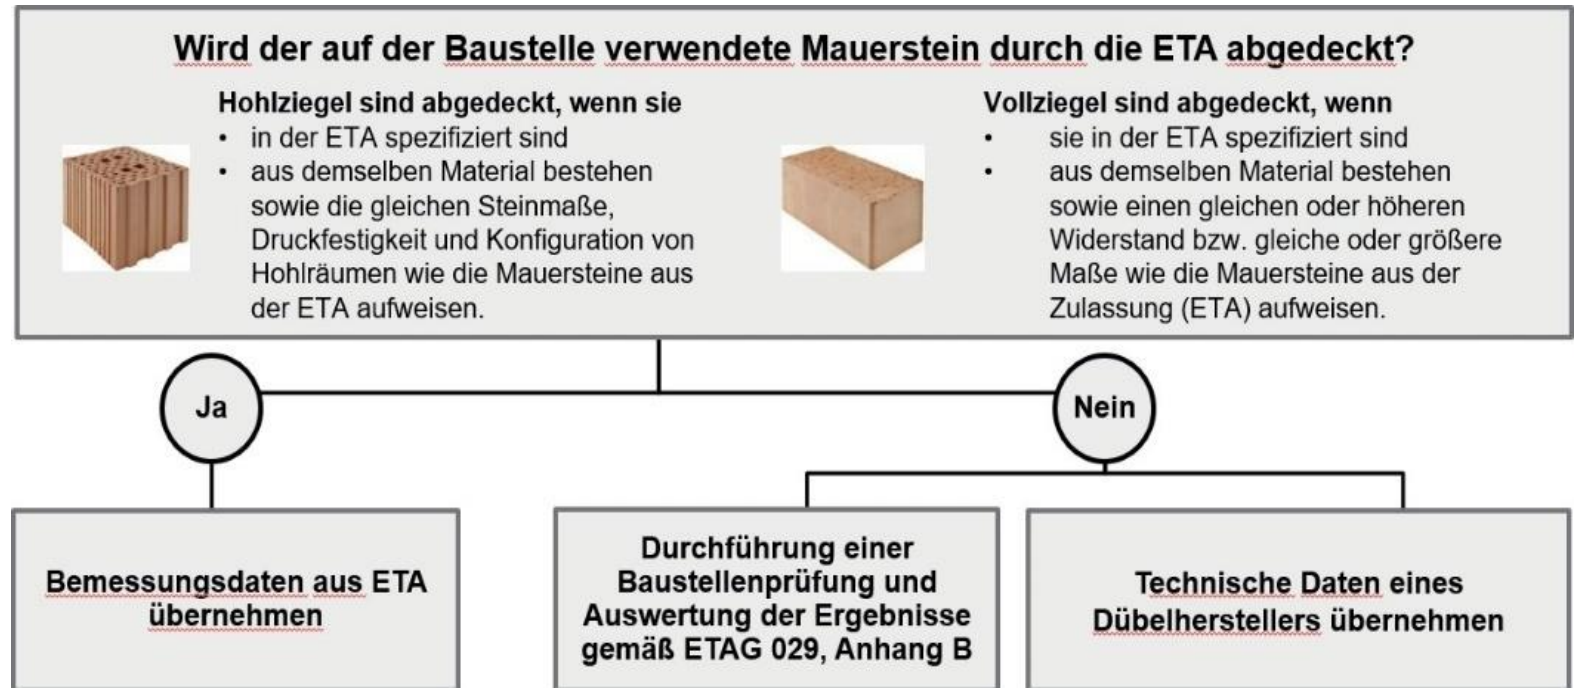 Wird der auf der Baustelle verwendete Mauerstein durch die ETA abgedeckt?
Hohlziegel sind abgedeckt, wenn sie
• in der ETA spezifiziert sind
• aus demselben Material bestehen
sowie die gleichen Steinmaße,
Druckfestigkeit und Konfiguration von
Hohlräumen wie die Mauersteine aus
der ETA aufweisen.
Vollziegel sind abgedeckt, wenn
• sie in der ETA spezifiziert sind
• aus demselben Material bestehen
sowie einen gleichen oder höheren
Widerstand bzw. gleiche oder größere
Maße wie die Mauersteine aus der
Zulassung (ETA) aufweisen.
Ja
Nein
Bemessungsdaten aus ETA
übernehmen
Durchführung einer
Baustellenprüfung und
Auswertung der Ergebnisse
gemäß ETAG 029, Anhang B
Technische Daten eines
Dübelherstellers übernehmen